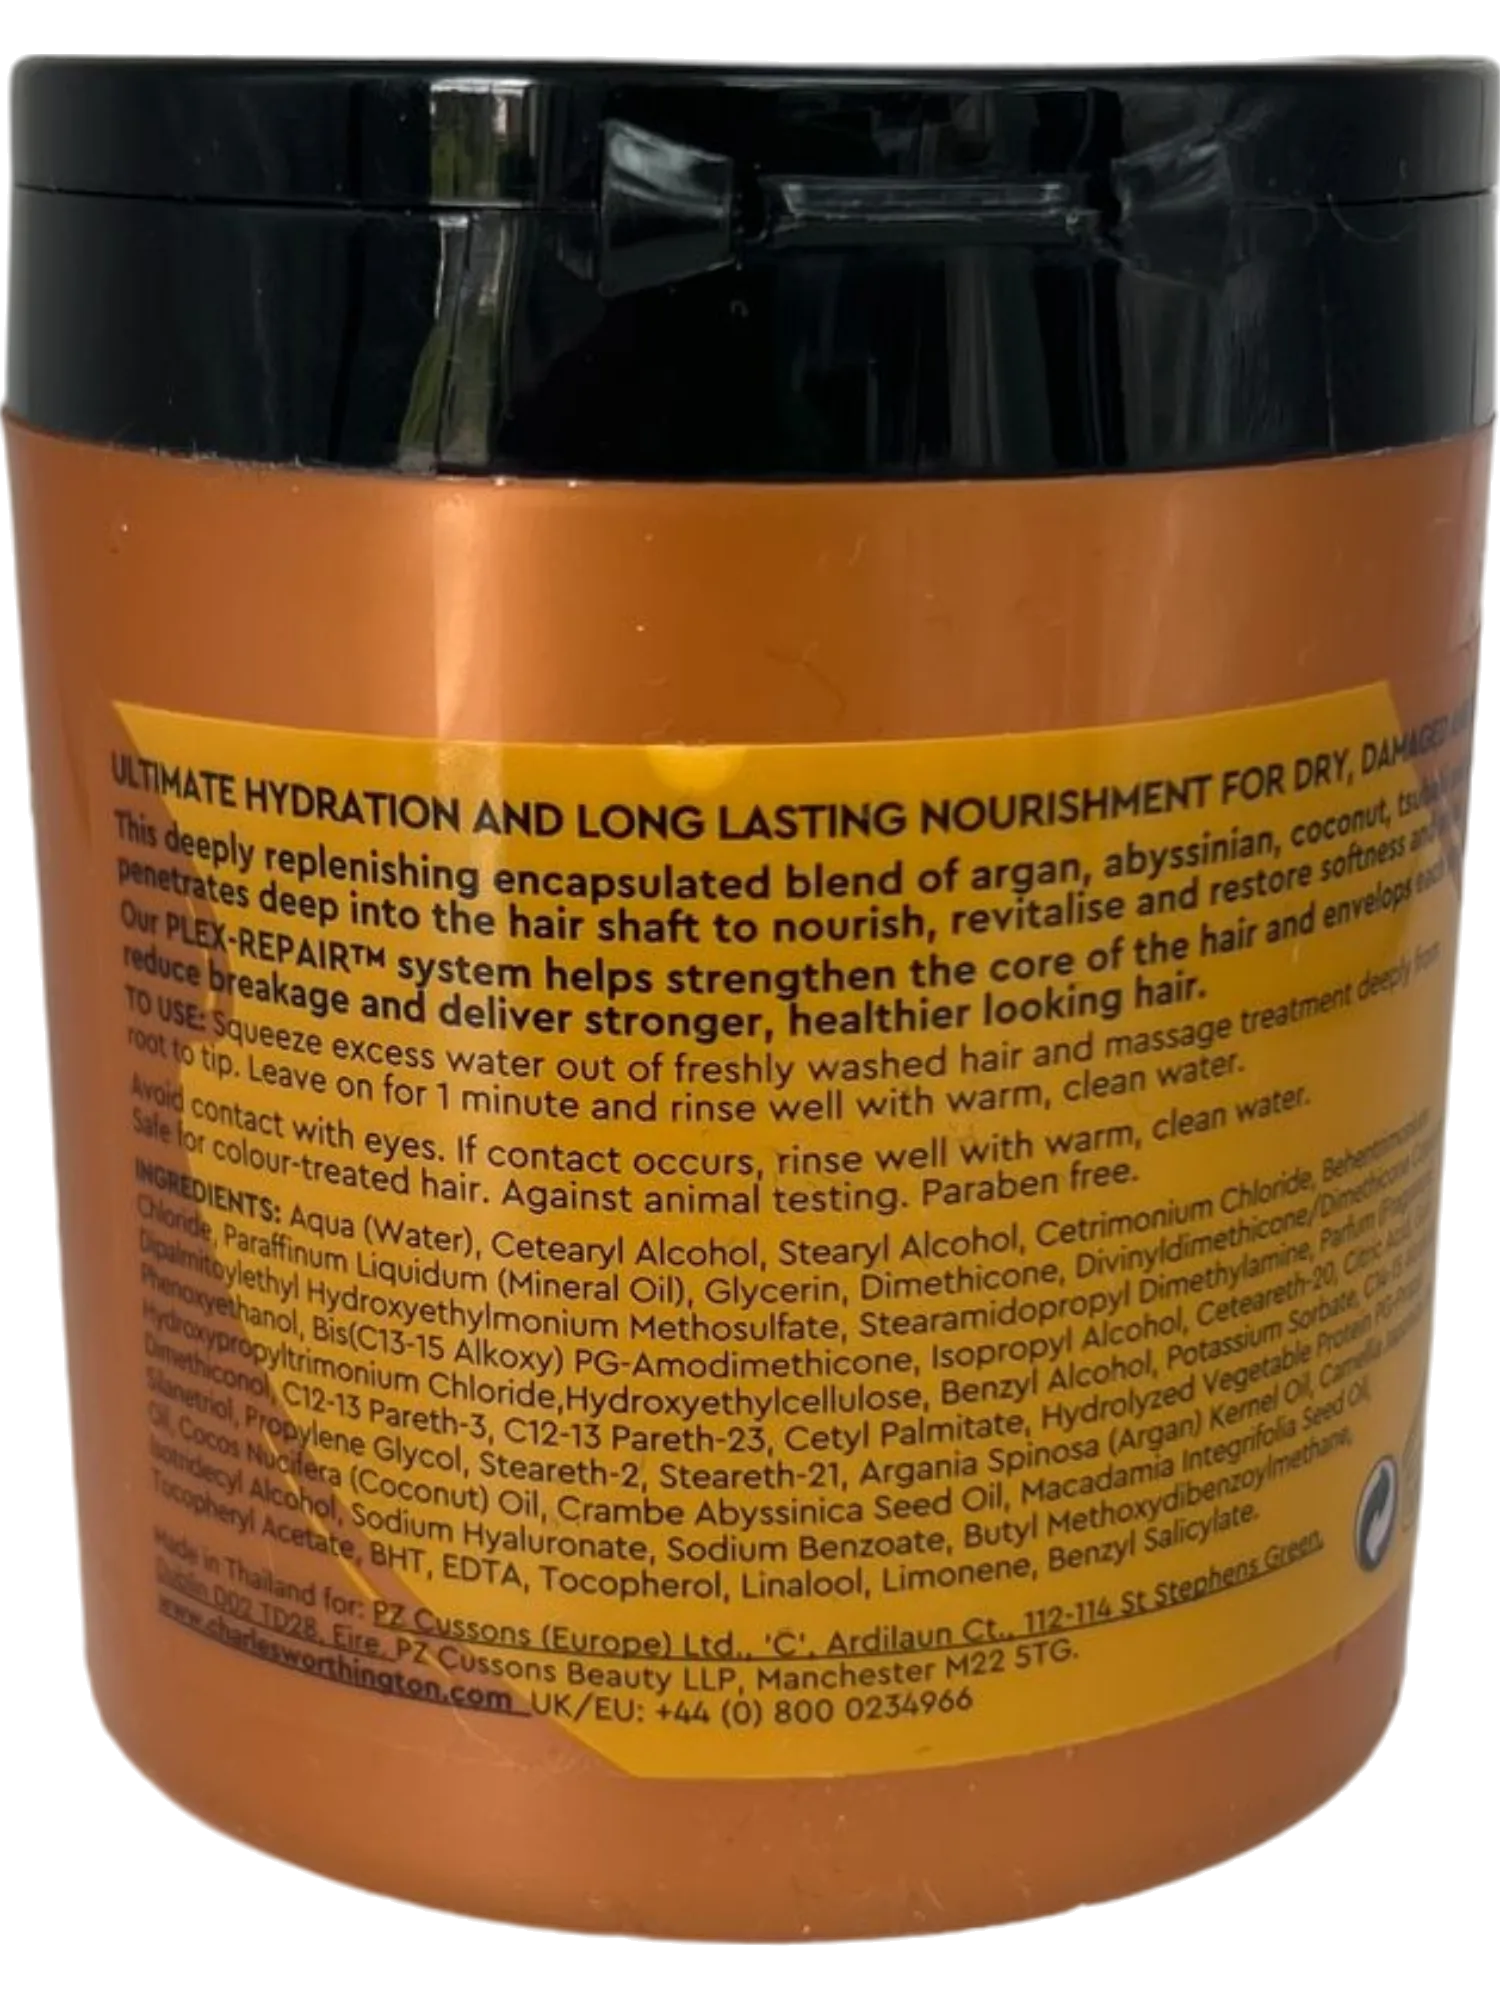 ULTIMATE HYDRATION AND LONG LASTING NOURISHMENT FOR DRY, DAMAGED
This deeply replenishing encapsulated blend of argan, abyssinian, coconut,
penetrates deep into the hair shaft to nourish, revitalise and restore softness and
Our PLEX-REPAIR™ system helps strengthen the core of the hair and envelops each
reduce breakage and deliver stronger, healthier looking hair.
TO USE: Squeeze excess water out of freshly washed hair and massage treatment deeply from
root to tip. Leave on for 1 minute and rinse well with warm, clean water.
Avoid contact with eyes. If contact occurs, rinse well with warm, clean water.
Safe for colour-treated hair. Against animal testing. Paraben free.
INGREDIENTS: Aqua (Water), Cetearyl Alcohol, Stearyl Alcohol, Cetrimonium Chloride, Behentrimonium
Chloride, Paraffinum Liquidum (Mineral Oil), Glycerin, Dimethicone, Divinyldimethicone/Dimethicone
Dipalmitoylethyl Hydroxyethylmonium Methosulfate, Stearamidopropyl Dimethylamine, Parfum (Fragrance),
Phenoxyethanol, Bis(C13-15 Alkoxy) PG-Amodimethicone, Isopropyl Alcohol, Ceteareth-20, Citric Acid,
Hydroxypropyltrimonium Chloride,Hydroxyethylcellulose, Benzyl Alcohol, Potassium Sorbate,
Dimethiconol, C12-13 Pareth-3, C12-13 Pareth-23, Cetyl Palmitate, Hydrolyzed Vegetable Protein PG-Propyl
Silanetriol, Propylene Glycol, Steareth-2, Steareth-21, Argania Spinosa (Argan) Kernel Oil, Camellia
Oil, Cocos Nucifera (Coconut) Oil, Crambe Abyssinica Seed Oil, Macadamia Integrifolia Seed Oil,
Isotridecyl Alcohol, Sodium Hyaluronate, Sodium Benzoate, Butyl Methoxydibenzoylmethane,
Tocopheryl Acetate, BHT, EDTA, Tocopherol, Linalool, Limonene, Benzyl Salicylate.
Made in Thailand for: PZ Cussons (Europe) Ltd., 'C', Ardilaun Ct., 112-114 St Stephens Green,
Dublin D02 TD28, Eire. PZ Cussons Beauty LLP, Manchester M22 5TG.
www.charlesworthington.com UK/EU: +44 (0) 800 0234966